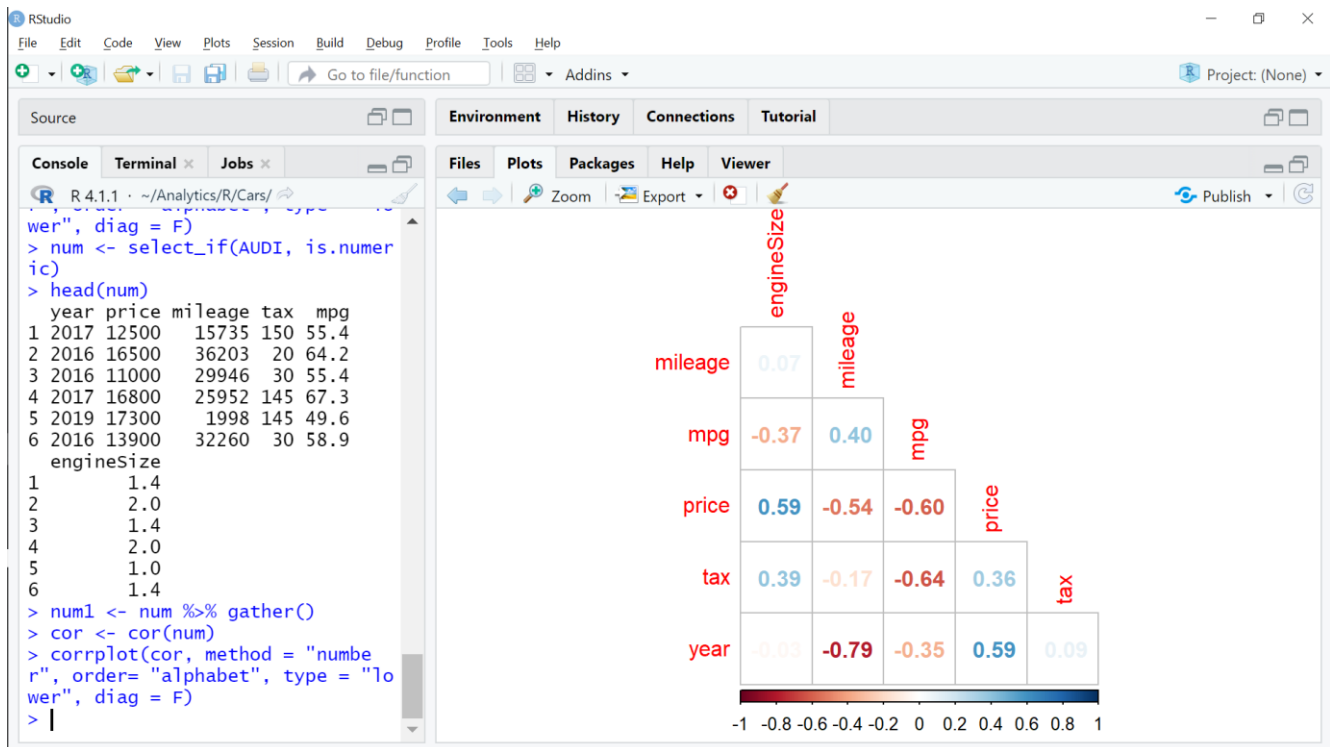 RStudio
File Edit Code View Plots Session Build Debug Profile Tools Help
Go to file/function Addins Project: (None)
Source
Console Terminal Jobs
R 4.1.1 · ~/Analytics/R/Cars/
wer", diag = F)
> num <- select_if(AUDI, is.numer
ic)
> head(num)
year price mileage tax mpg
1 2017 12500 15735 150 55.4
2 2016 16500 36203 20 64.2
3 2016 11000 29946 30 55.4
4 2017 16800 25952 145 67.3
5 2019 17300 1998 145 49.6
6 2016 13900 32260 30 58.9
engineSize
1 1.4
2 2.0
3 1.4
4 2.0
5 1.0
6 1.4
> num1 <- num %>% gather()
> cor <- cor(num)
> corrplot(cor, method = "numbe
r", order= "alphabet", type = "lo
wer", diag = F)
>
Environment History Connections Tutorial
Files Plots Packages Help Viewer
Zoom Export Publish
engineSize
mileage 0.07 mileage
mpg -0.37 0.40 mpg
price 0.59 -0.54 -0.60 price
tax 0.39 -0.17 -0.64 0.36 tax
year -0.03 -0.79 -0.35 0.59 0.09
-1 -0.8 -0.6 -0.4 -0.2 0 0.2 0.4 0.6 0.8 1